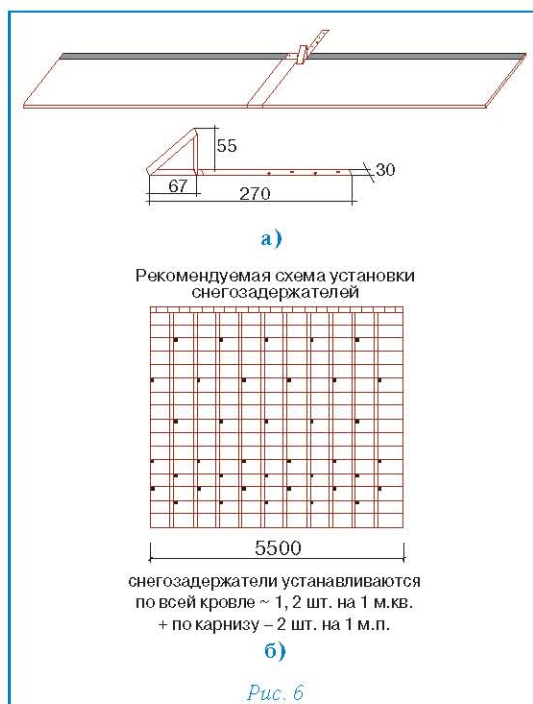 55
30
67
270
а)
Рекомендуемая схема установки
снегозадержателей
5500
снегозадержатели устанавливаются
по всей кровле ~ 1, 2 шт. на 1 м.кв.
+ по карнизу – 2 шт. на 1 м.п.
б)
Рис. 6